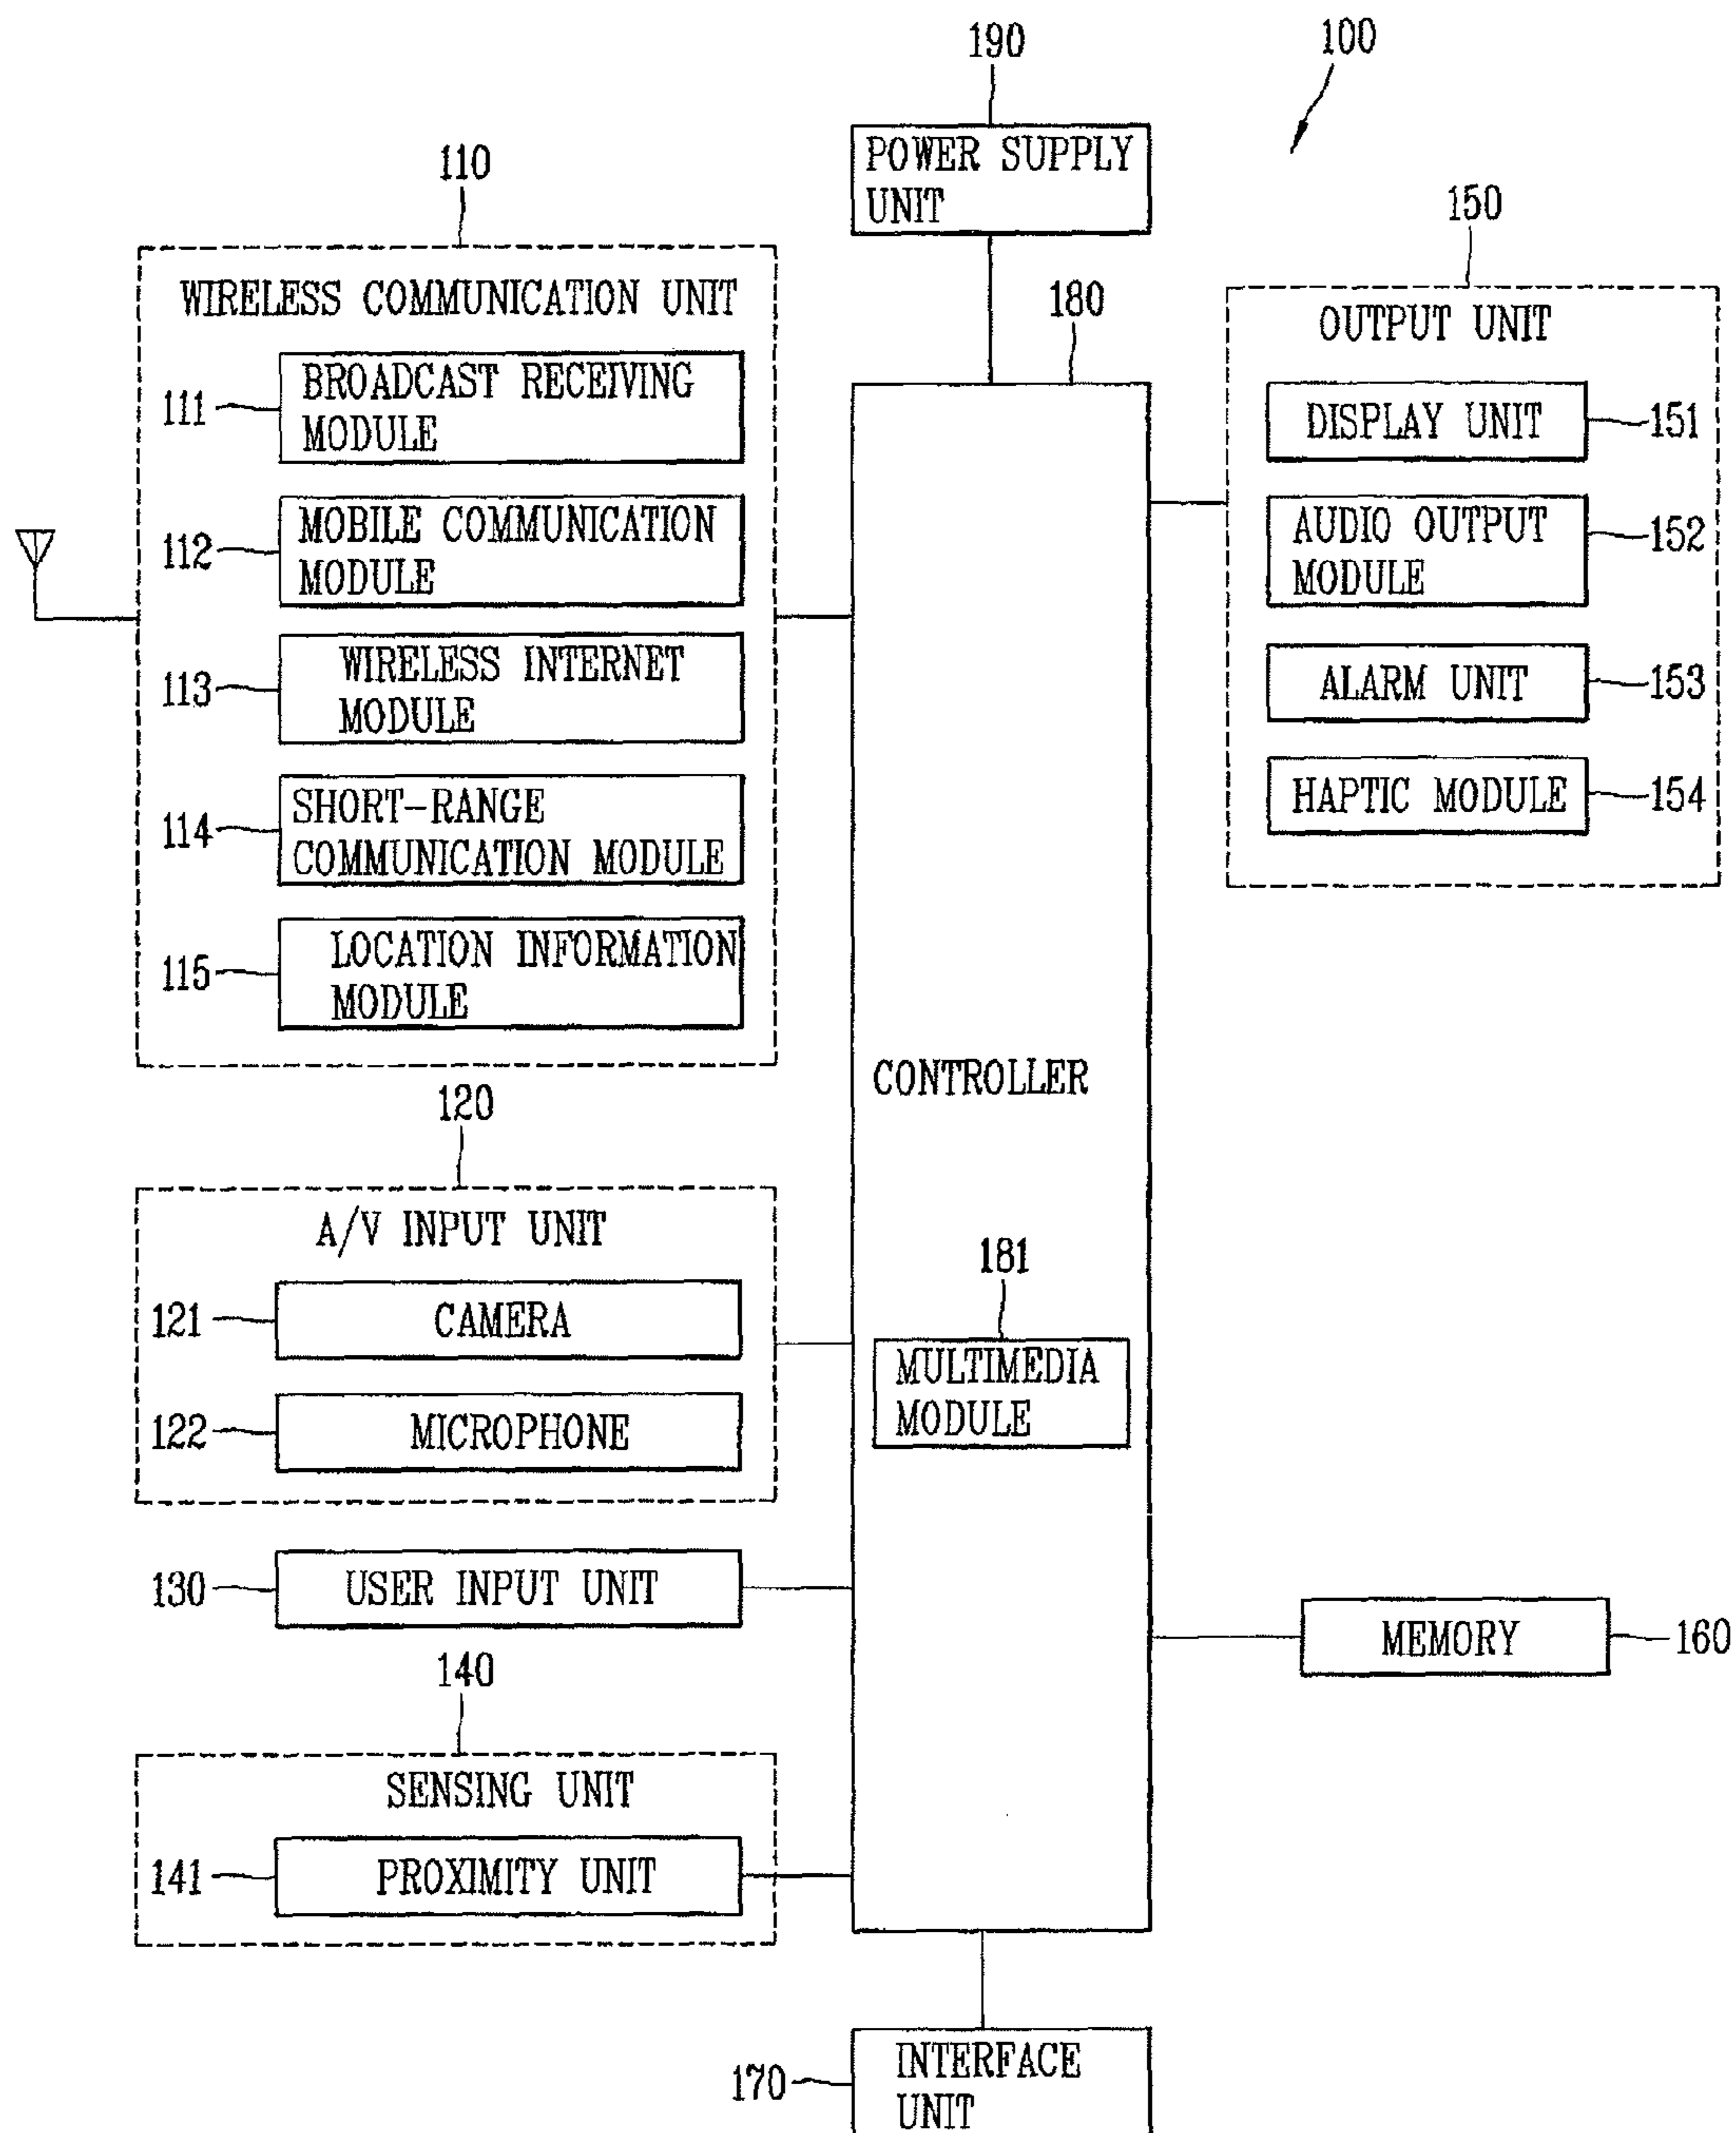 190
100
POWER SUPPLY
UNIT
110
150
WIRELESS COMMUNICATION UNIT
180
OUTPUT UNIT
111
BROADCAST RECEIVING
MODULE
DISPLAY UNIT
151
112
MOBILE COMMUNICATION
MODULE
AUDIO OUTPUT
MODULE
152
113
WIRELESS INTERNET
MODULE
ALARM UNIT
153
114
SHORT-RANGE
COMMUNICATION MODULE
HAPTIC MODULE
154
115
LOCATION INFORMATION
MODULE
CONTROLLER
120
A/V INPUT UNIT
121
CAMERA
181
MULTIMEDIA
MODULE
122
MICROPHONE
130
USER INPUT UNIT
MEMORY
160
140
SENSING UNIT
141
PROXIMITY UNIT
170
INTERFACE
UNIT